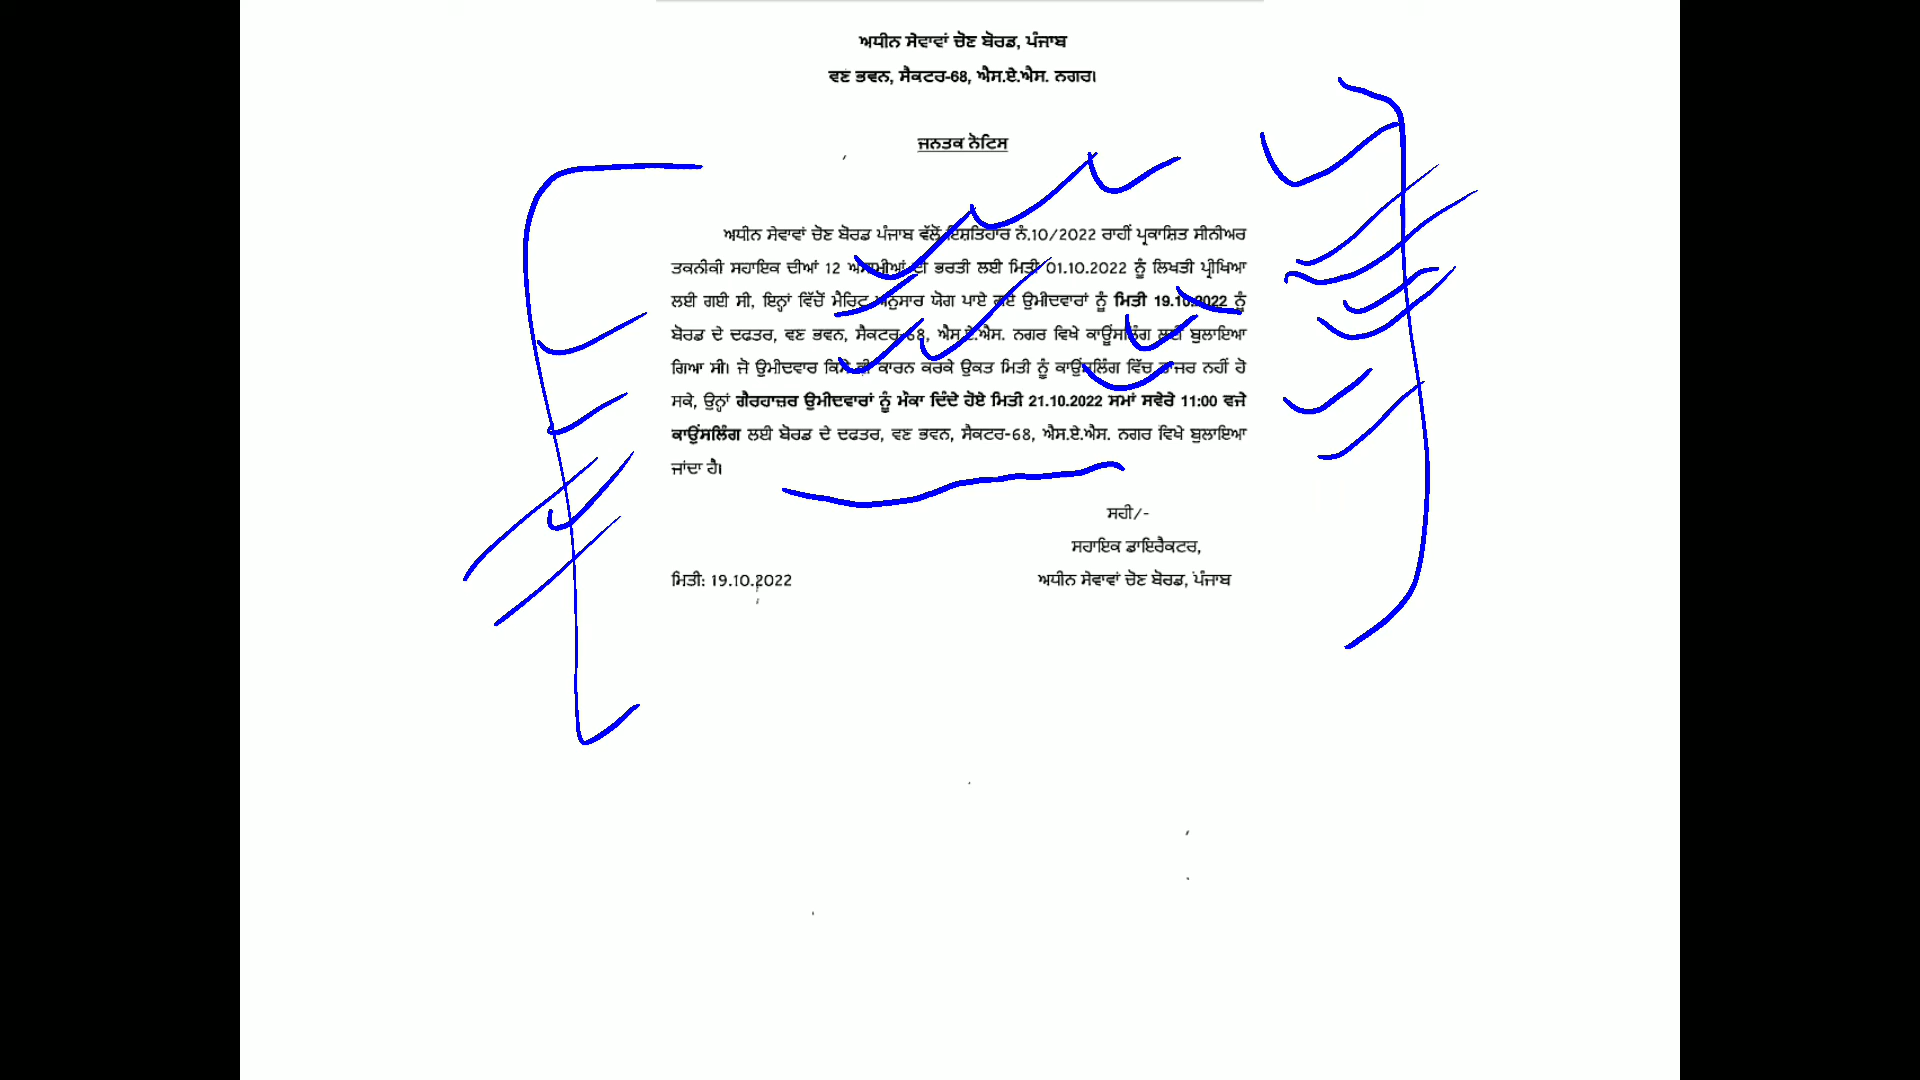 ਅਧੀਨ ਸੇਵਾਵਾਂ ਚੋਣ ਬੋਰਡ, ਪੰਜਾਬ
ਵਣ ਭਵਨ, ਸੈਕਟਰ-68, ਐਸ.ਏ.ਐਸ. ਨਗਰ।
ਜਨਤਕ ਨੋਟਿਸ
ਅਧੀਨ ਸੇਵਾਵਾਂ ਚੋਣ ਬੋਰਡ ਪੰਜਾਬ ਵੱਲੋਂ ਇਸ਼ਤਿਹਾਰ ਨੰ.10/2022 ਰਾਹੀਂ ਪ੍ਰਕਾਸ਼ਿਤ ਸੀਨੀਅਰ
ਤਕਨੀਕੀ ਸਹਾਇਕ ਦੀਆਂ 12 ਅਸਾਮੀਆਂ ਦੀ ਭਰਤੀ ਲਈ ਮਿਤੀ 01.10.2022 ਨੂੰ ਲਿਖਤੀ ਪ੍ਰੀਖਿਆ
ਲਈ ਗਈ ਸੀ, ਇਨ੍ਹਾਂ ਵਿੱਚੋਂ ਮੈਰਿਟ ਅਨੁਸਾਰ ਯੋਗ ਪਾਏ ਗਏ ਉਮੀਦਵਾਰਾਂ ਨੂੰ ਮਿਤੀ 19.10.2022 ਨੂੰ
ਬੋਰਡ ਦੇ ਦਫਤਰ, ਵਣ ਭਵਨ, ਸੈਕਟਰ-68, ਐਸ.ਏ.ਐਸ. ਨਗਰ ਵਿਖੇ ਕਾਊਂਸਲਿੰਗ ਲਈ ਬੁਲਾਇਆ
ਗਿਆ ਸੀ। ਜੋ ਉਮੀਦਵਾਰ ਕਿਸੇ ਵੀ ਕਾਰਨ ਕਰਕੇ ਉਕਤ ਮਿਤੀ ਨੂੰ ਕਾਉਂਸਲਿੰਗ ਵਿੱਚ ਹਾਜਰ ਨਹੀਂ ਹੋ
ਸਕੇ, ਉਨ੍ਹਾਂ ਗੈਰਹਾਜ਼ਰ ਉਮੀਦਵਾਰਾਂ ਨੂੰ ਮੌਕਾ ਦਿੰਦੇ ਹੋਏ ਮਿਤੀ 21.10.2022 ਸਮਾਂ ਸਵੇਰੇ 11:00 ਵਜੇ
ਕਾਉਂਸਲਿੰਗ ਲਈ ਬੋਰਡ ਦੇ ਦਫਤਰ, ਵਣ ਭਵਨ, ਸੈਕਟਰ-68, ਐਸ.ਏ.ਐਸ. ਨਗਰ ਵਿਖੇ ਬੁਲਾਇਆ
ਜਾਂਦਾ ਹੈ।
ਸਹੀ/-
ਸਹਾਇਕ ਡਾਇਰੈਕਟਰ,
ਮਿਤੀ: 19.10.2022 ਅਧੀਨ ਸੇਵਾਵਾਂ ਚੋਣ ਬੋਰਡ, ਪੰਜਾਬ